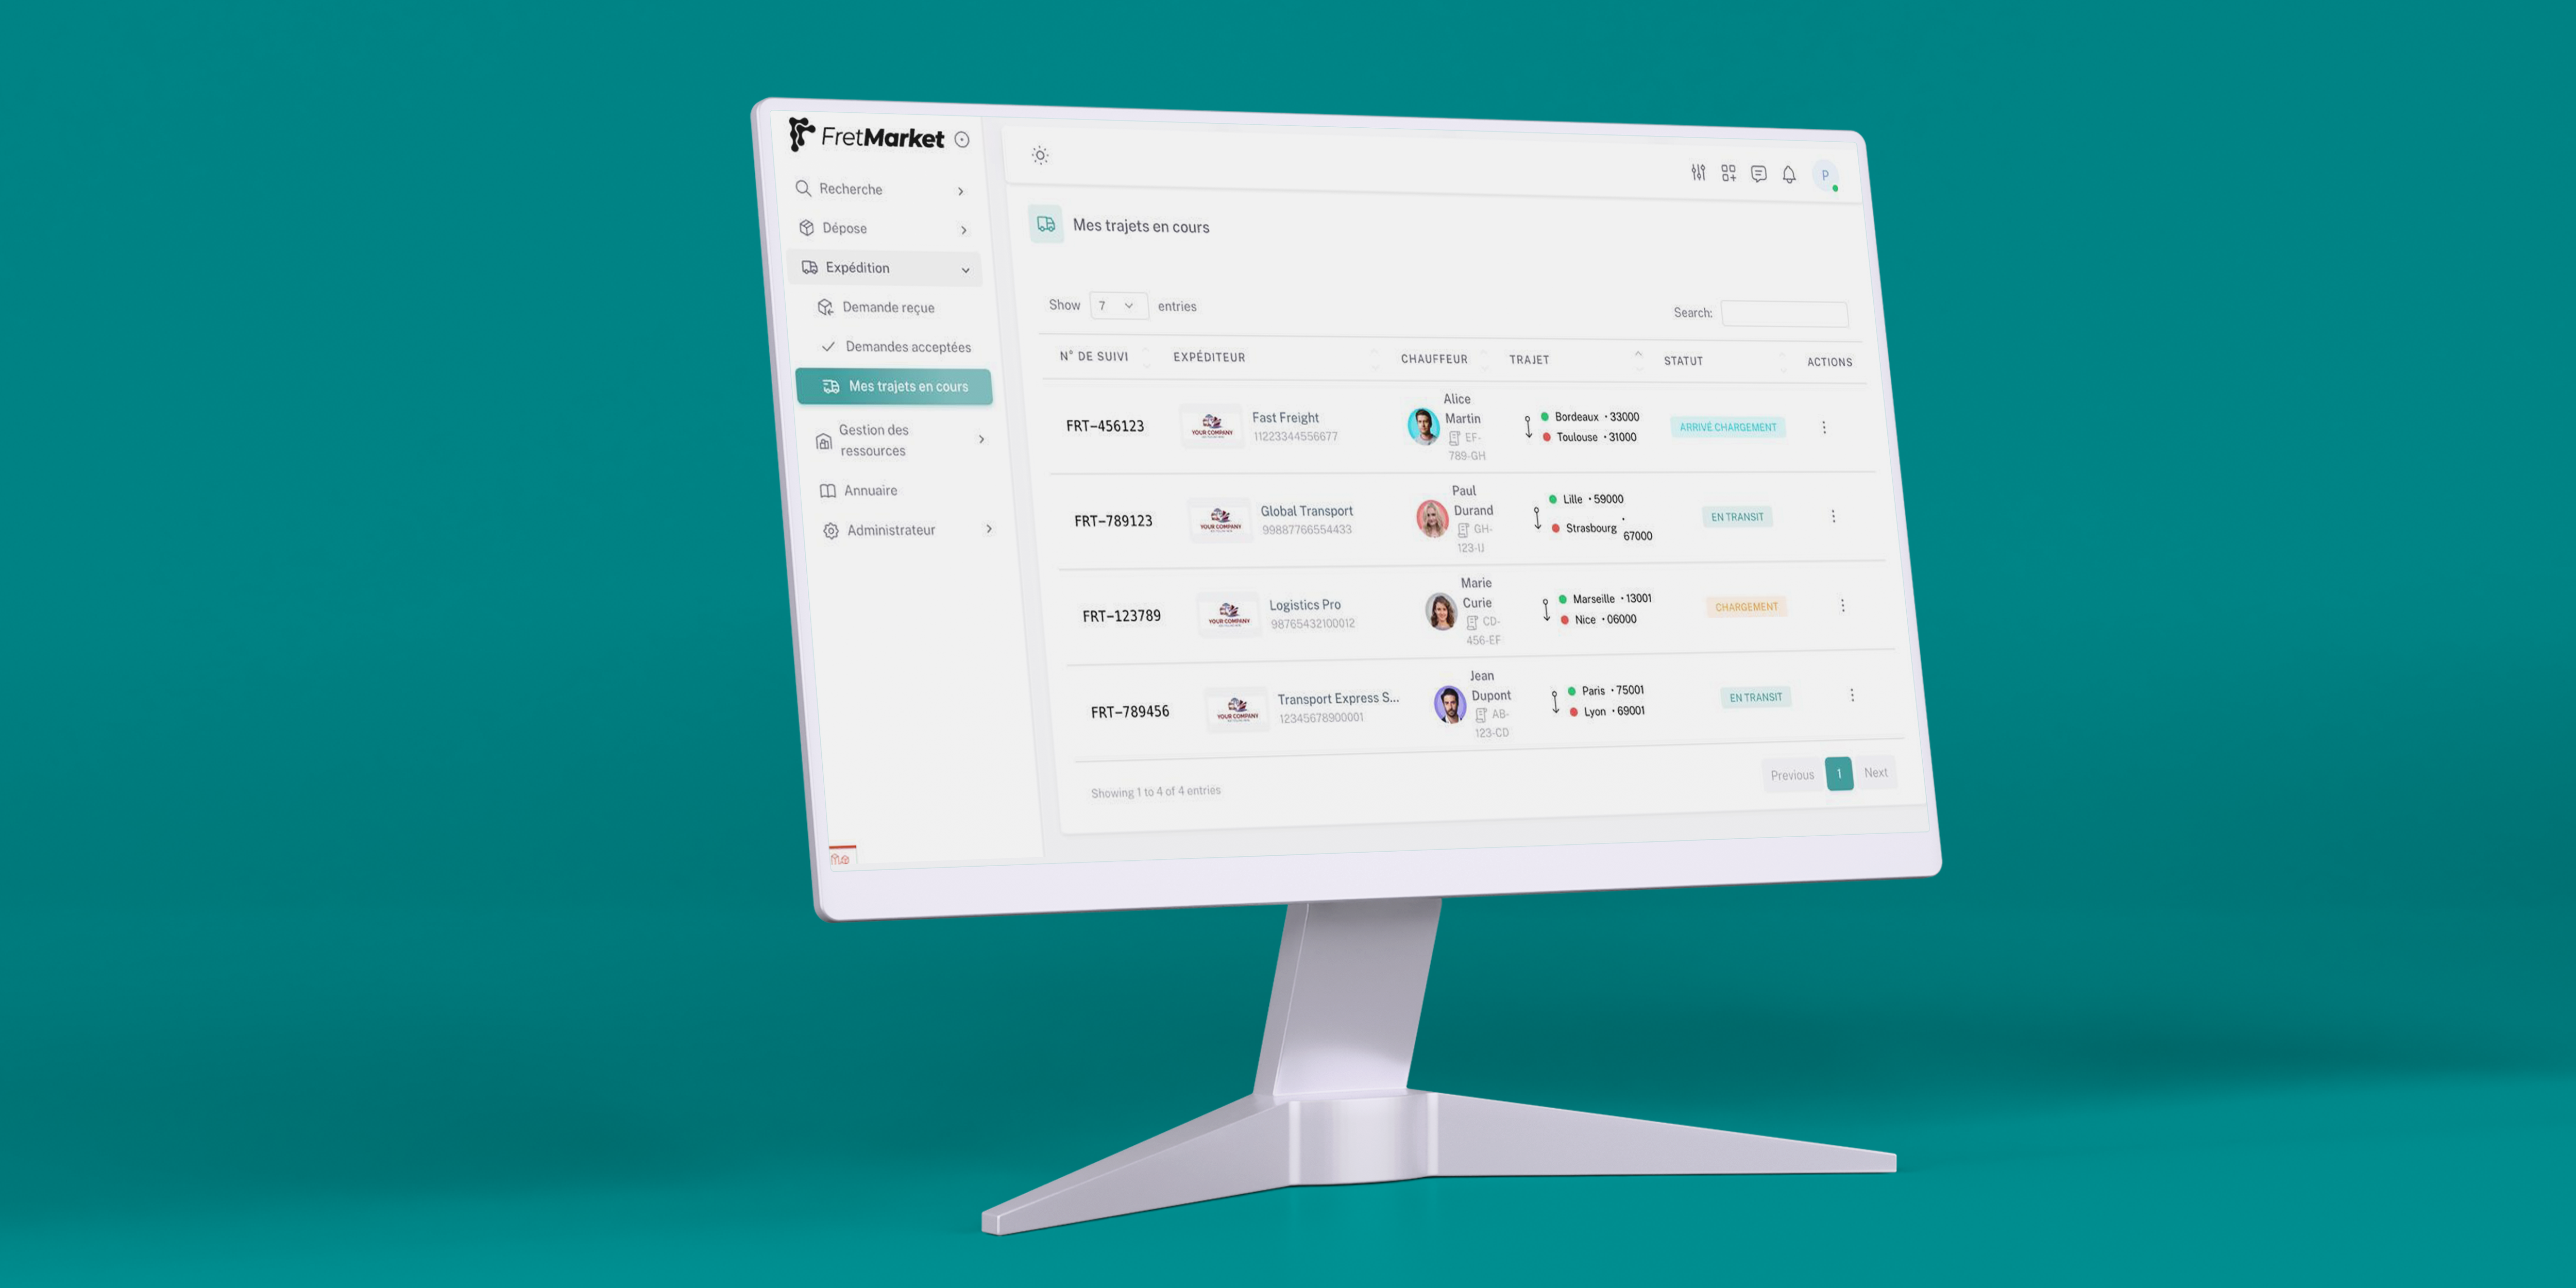 FretMarket
Recherche
Dépose
Expédition
Demande reçue
Demandes acceptées
Mes trajets en cours
Gestion des
ressources
Annuaire
Administrateur
P
Mes trajets en cours
Show 7 entries
Search:
N° DE SUIVI EXPÉDITEUR CHAUFFEUR TRAJET STATUT ACTIONS
FRT-456123
YOUR COMPANY
Fast Freight
11223344556677
Alice
Martin
EF-
789-GH
Bordeaux · 33000
Toulouse · 31000
ARRIVÉ CHARGEMENT
FRT-789123
YOUR COMPANY
Global Transport
99887766554433
Paul
Durand
GH-
123-IJ
Lille · 59000
Strasbourg ·
67000
EN TRANSIT
FRT-123789
YOUR COMPANY
Logistics Pro
98765432100012
Marie
Curie
CD-
456-EF
Marseille · 13001
Nice · 06000
CHARGEMENT
FRT-789456
YOUR COMPANY
Transport Express S...
12345678900001
Jean
Dupont
AB-
123-CD
Paris · 75001
Lyon · 69001
EN TRANSIT
Showing 1 to 4 of 4 entries
Previous 1 Next